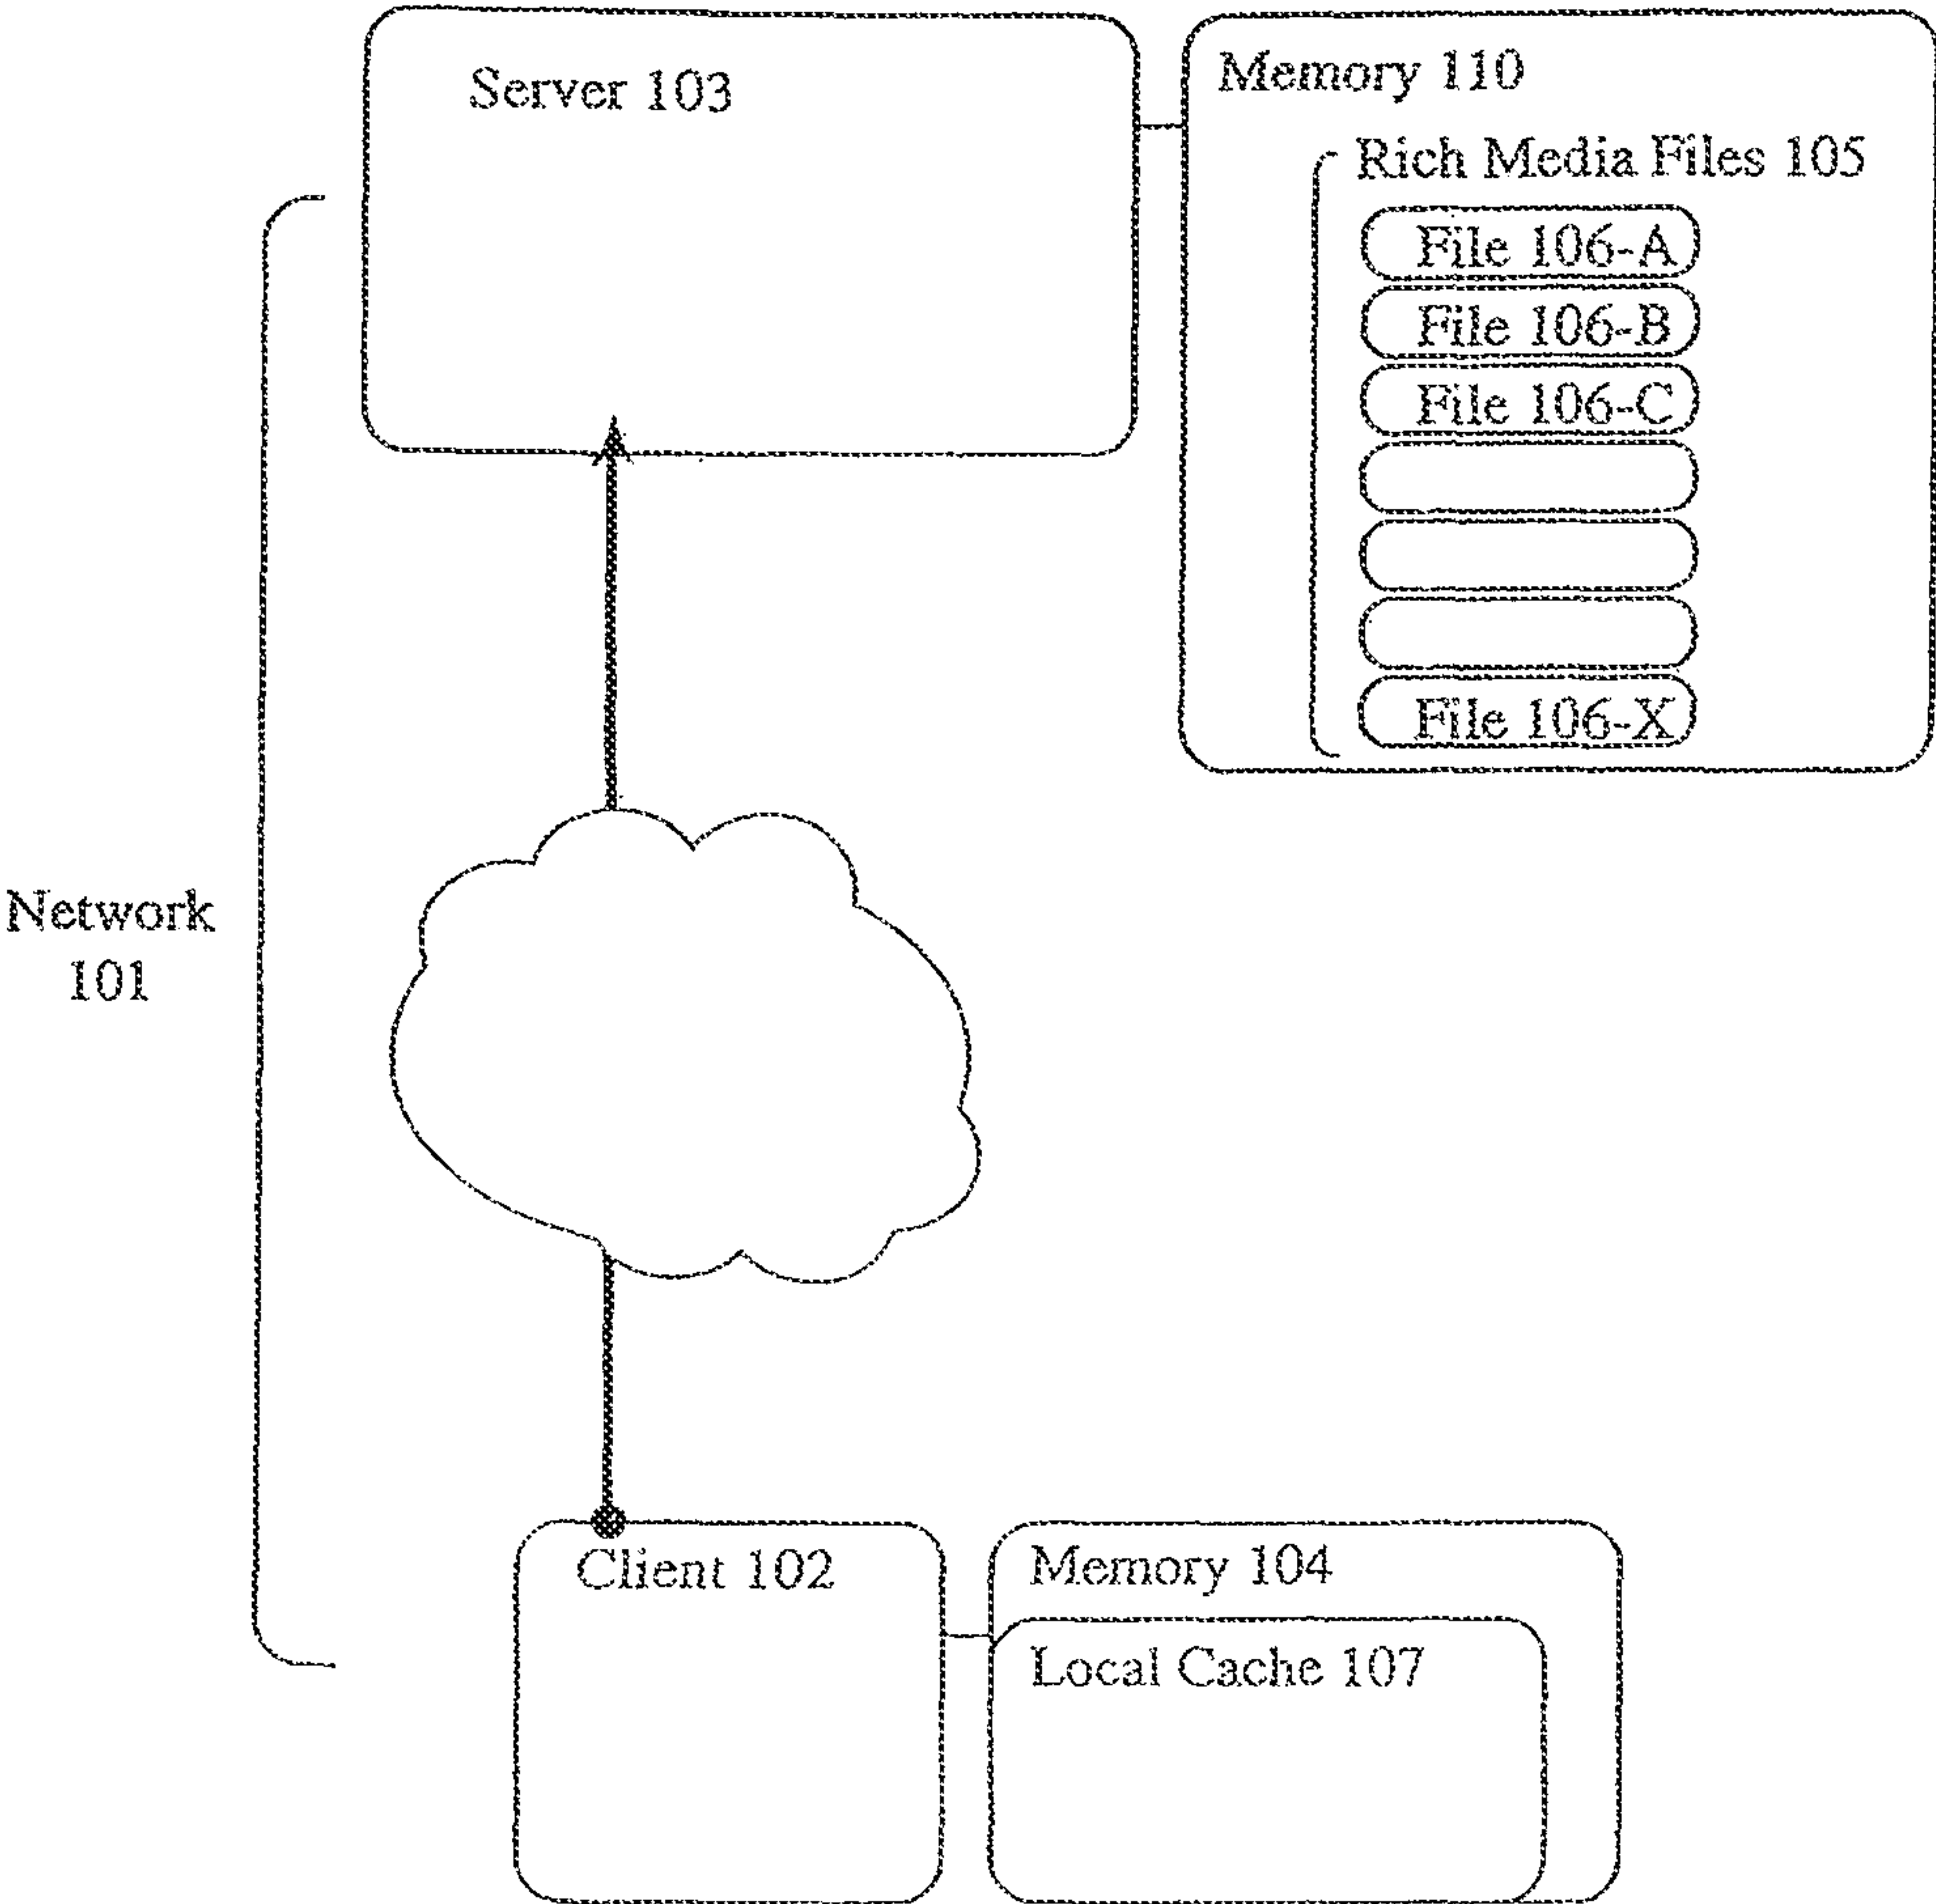 Server 103
Memory 110
Rich Media Files 105
File 106-A
File 106-B
File 106-C
File 106-X
Network
101
Client 102
Memory 104
Local Cache 107